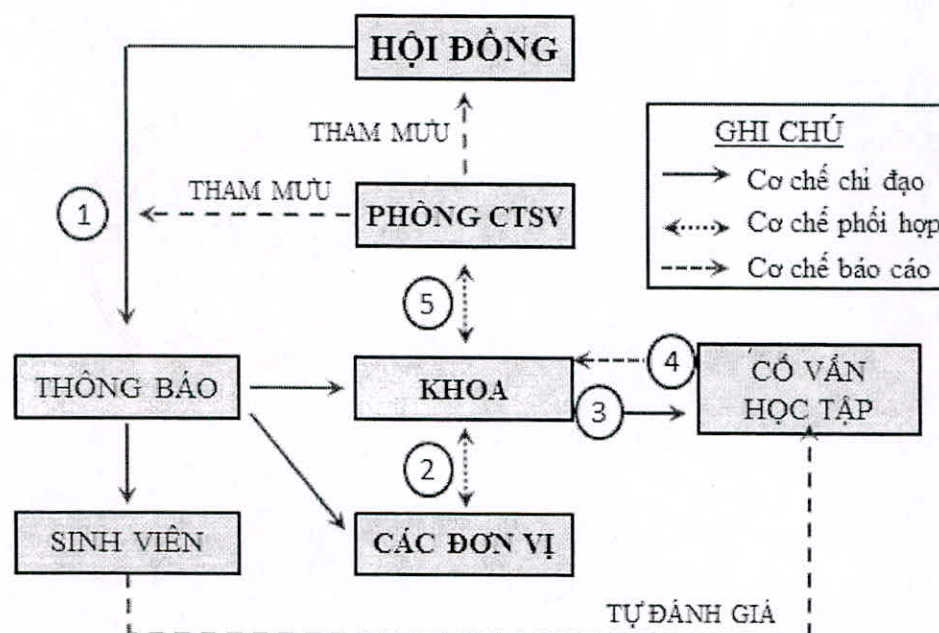 HỘI ĐỒNG
THAM MƯU
GHI CHÚ
Cơ chế chỉ đạo
Cơ chế phối hợp
Cơ chế báo cáo
THAM MƯU
1
PHÒNG CTSV
5
THÔNG BÁO
KHOA
4
3
CỐ VẤN
HỌC TẬP
2
SINH VIÊN
CÁC ĐƠN VỊ
TỰ ĐÁNH GIÁ